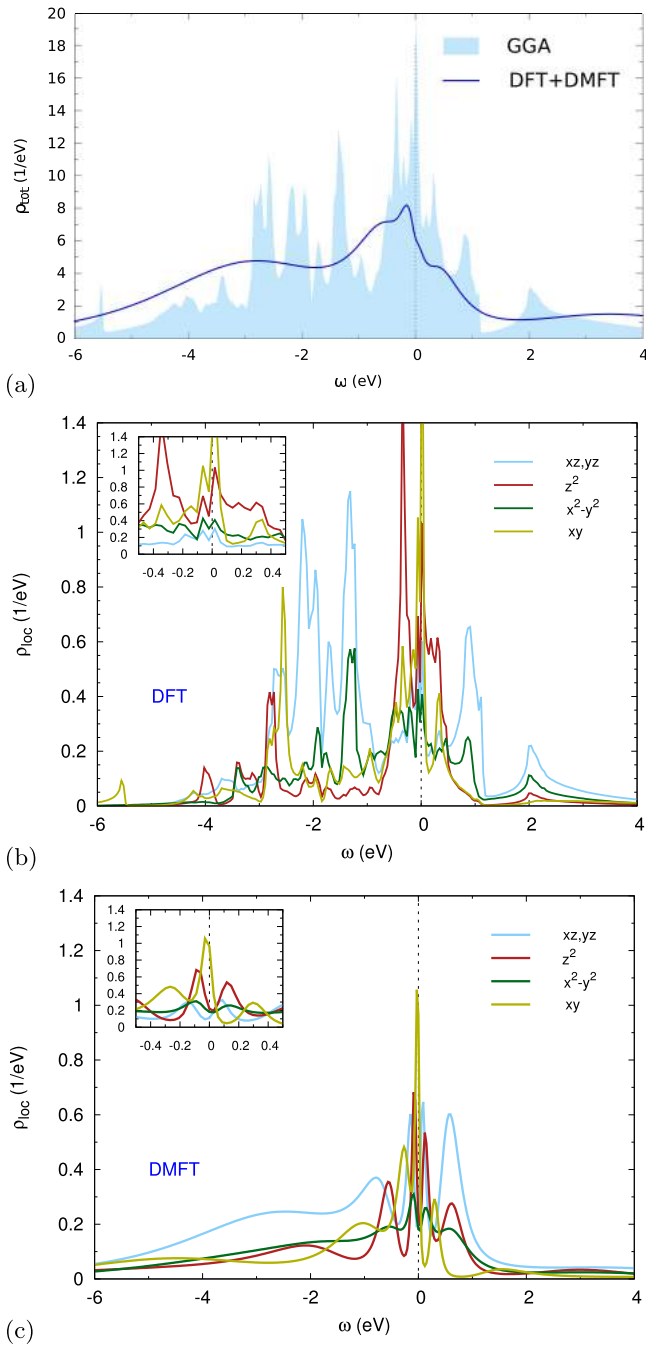 20
18
16
14
12
10
8
6
4
2
0
ρtot (1/eV)
GGA
DFT+DMFT
-6 -4 -2 0 2 4
ω (eV)
(a)
1.4
1.2
1
0.8
0.6
0.4
0.2
0
ρloc (1/eV)
1.4
1.2
1
0.8
0.6
0.4
0.2
0
-0.4 -0.2 0 0.2 0.4
xz,yz
z²
x²-y²
xy
DFT
-6 -4 -2 0 2 4
ω (eV)
(b)
1.4
1.2
1
0.8
0.6
0.4
0.2
0
ρloc (1/eV)
1.4
1.2
1
0.8
0.6
0.4
0.2
0
-0.4 -0.2 0 0.2 0.4
xz,yz
z²
x²-y²
xy
DMFT
-6 -4 -2 0 2 4
ω (eV)
(c)